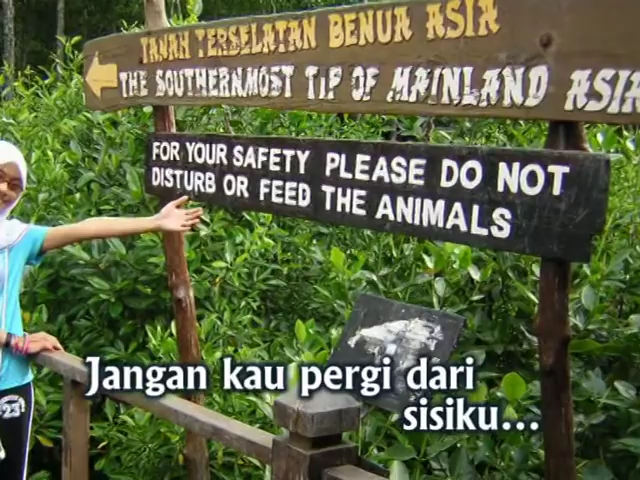 TANAH TERSELATAN BENUA ASIA
THE SOUTHERNMOST TIP OF MAINLAND ASIA
FOR YOUR SAFETY PLEASE DO NOT
DISTURB OR FEED THE ANIMALS
Jangan kau pergi dari
sisiku...
23